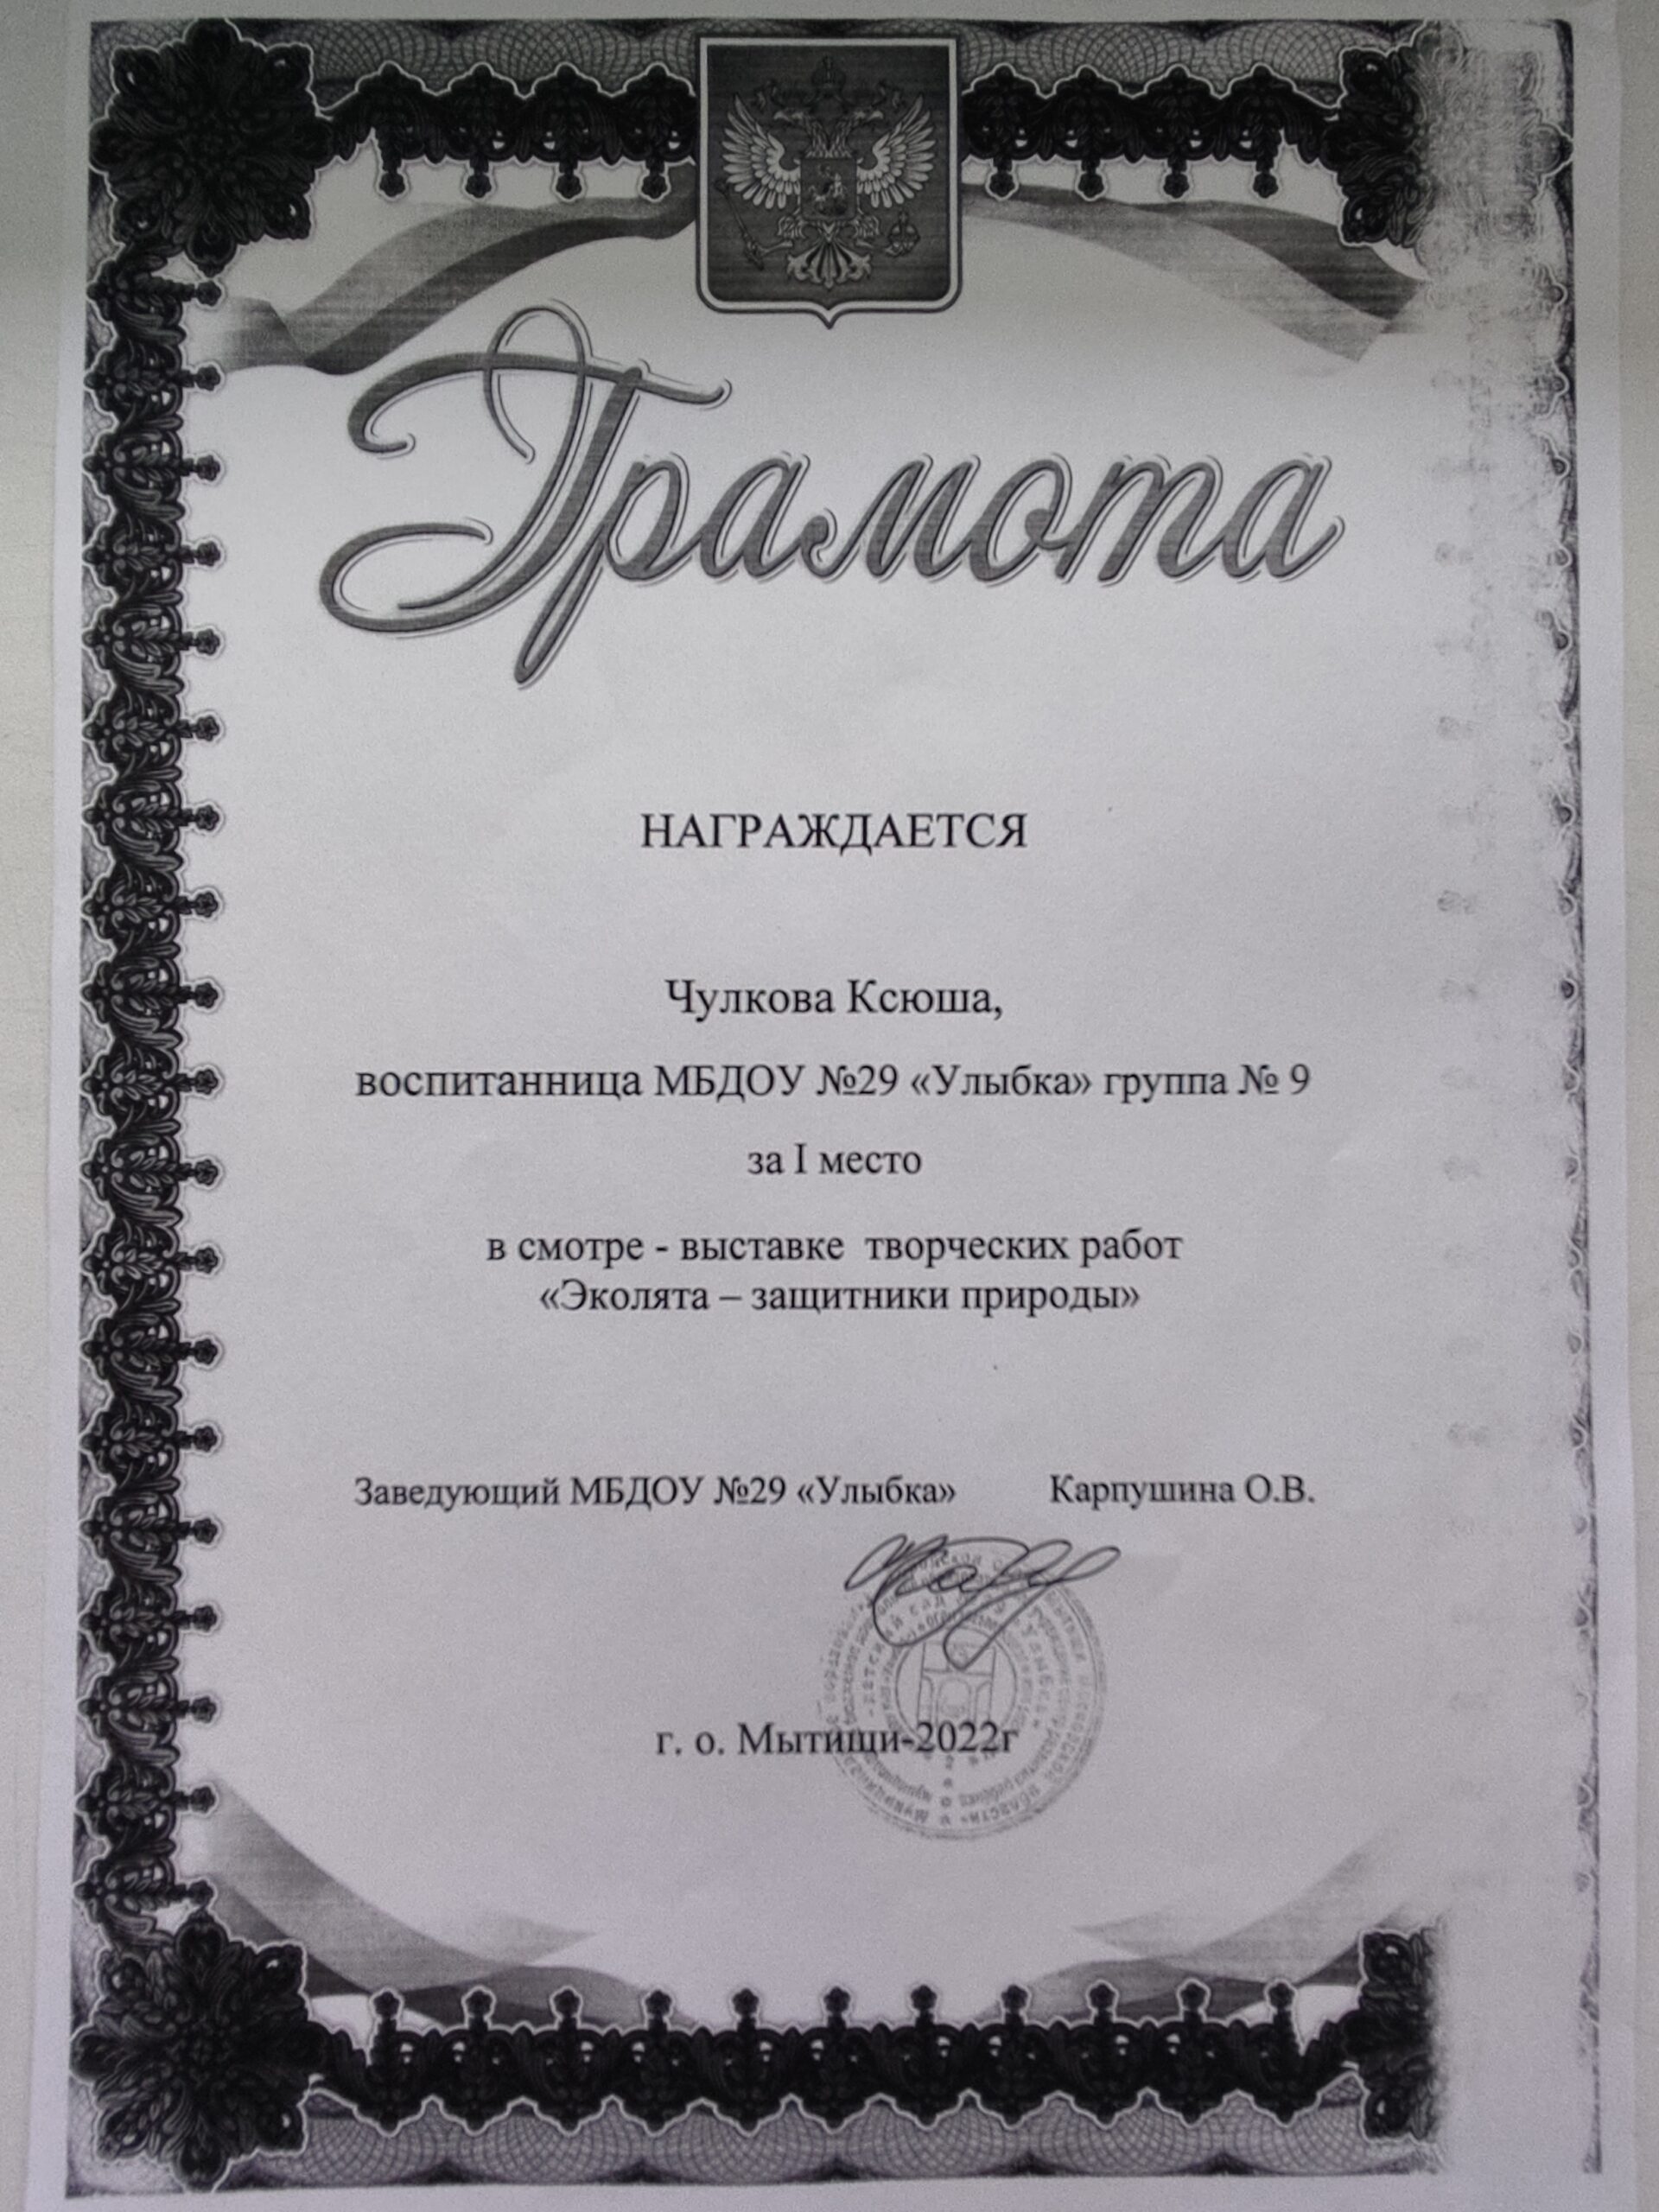 Грамота
НАГРАЖДАЕТСЯ
Чулкова Ксюша,
воспитанница МБДОУ №29 «Улыбка» группа № 9
за I место
в смотре - выставке творческих работ
«Эколята – защитники природы»
Заведующий МБДОУ №29 «Улыбка» Карпушина О.В.
г. о. Мытищи-2022г